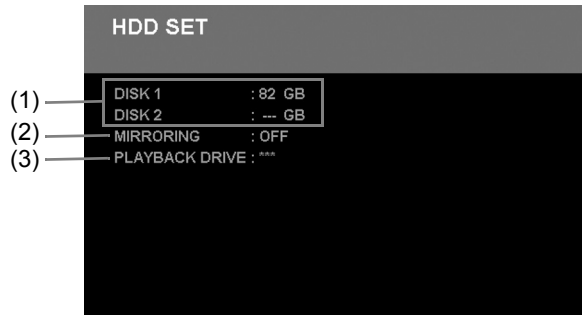 HDD SET
(1) DISK 1 : 82 GB
DISK 2 : --- GB
(2) MIRRORING : OFF
(3) PLAYBACK DRIVE : ***